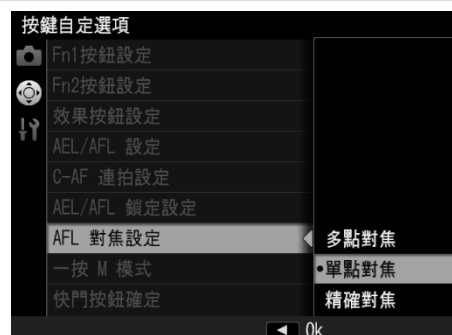 按鍵自定選項
Fn1按鈕設定
Fn2按鈕設定
效果按鈕設定
AEL/AFL 設定
C-AF 連拍設定
AEL/AFL 鎖定設定
AFL 對焦設定
多點對焦
一按 M 模式
•單點對焦
快門按鈕確定
精確對焦
Ok